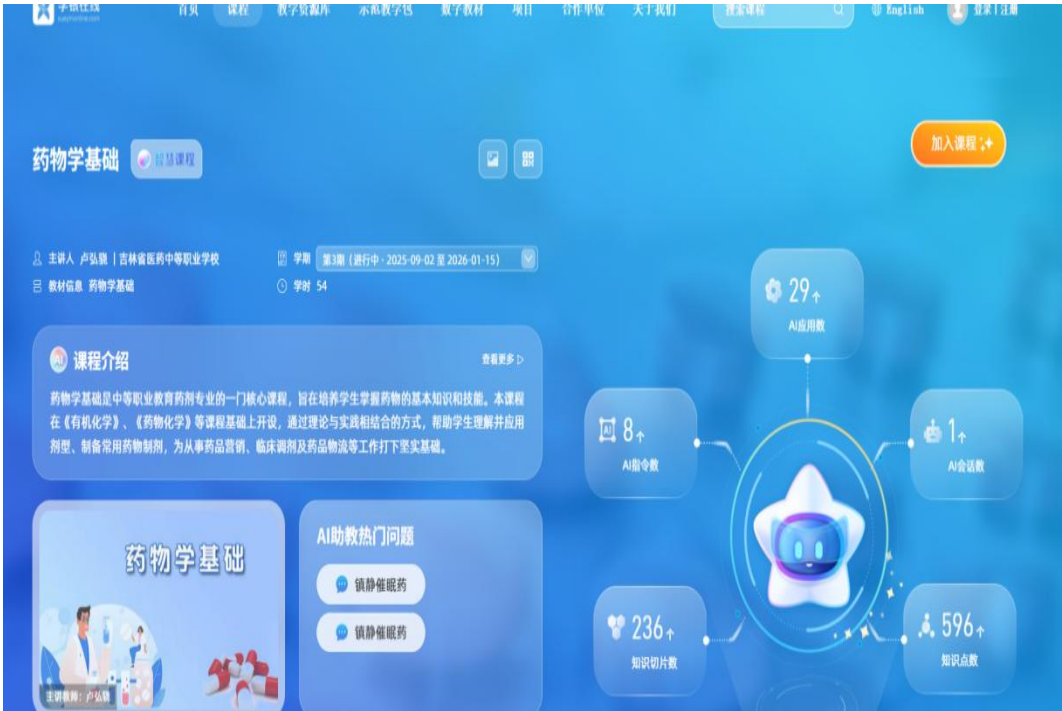 学银在线 首页 课程 教学资源库 示范教学包 数字教材 项目 合作单位 关于我们 搜索课程 English 登录 | 注册
xueyinonline.com
药物学基础 智慧课程
加入课程
主讲人 卢弘骁 | 吉林省医药中等职业学校 学期 第3期 (进行中 · 2025-09-02 至 2026-01-15)
教材信息 药物学基础 学时 54
AI 课程介绍 查看更多
药物学基础是中等职业教育药剂专业的一门核心课程，旨在培养学生掌握药物的基本知识和技能。本课程
在《有机化学》、《药物化学》等课程基础上开设，通过理论与实践相结合的方式，帮助学生理解并应用
剂型、制备常用药物制剂，为从事药品营销、临床调剂及药品物流等工作打下坚实基础。
药物学基础
主讲教师：卢弘骁
AI助教热门问题
镇静催眠药
镇静催眠药
29个
AI应用数
AI 8个
AI指令数
1个
AI会话数
236个
知识切片数
596个
知识点数